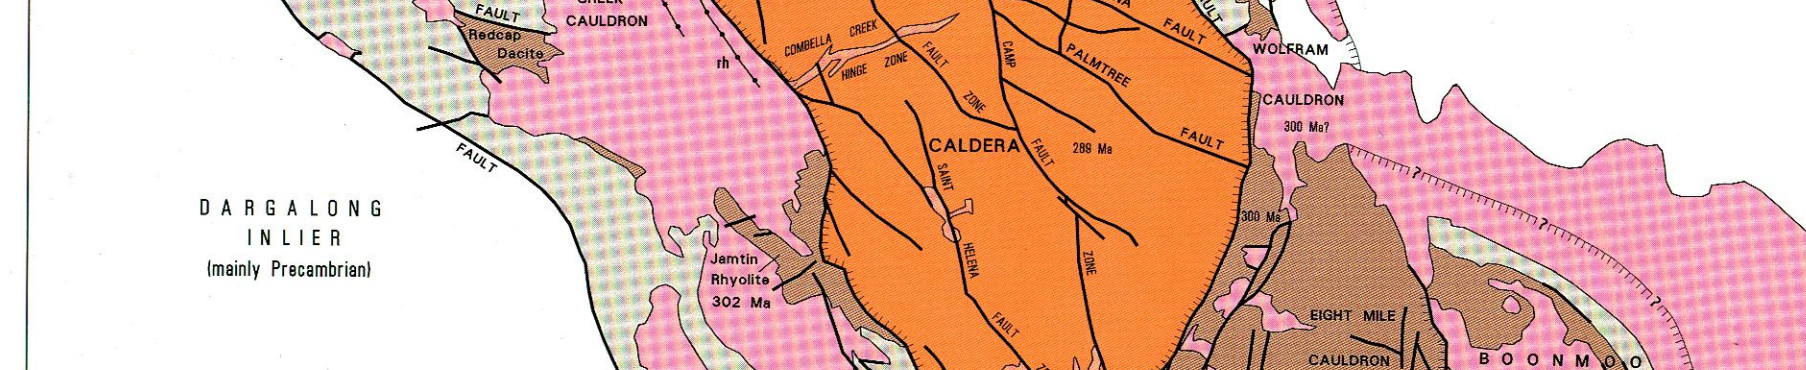 CAULDRON
FAULT
Redcap
Dacite
rh
COMBELLA CREEK
HINGE ZONE
FAULT
ZONE
CAMP
FAULT
ZONE
PALMTREE
FAULT
FAULT
WOLFRAM
CAULDRON
300 Ma?
CALDERA
289 Ma
SAINT
HELENA
FAULT
FAULT
DARGALONG
INLIER
(mainly Precambrian)
Jamtin
Rhyolite
302 Ma
300 Ma
?
?
?
EIGHT MILE
CAULDRON
BOONMOO